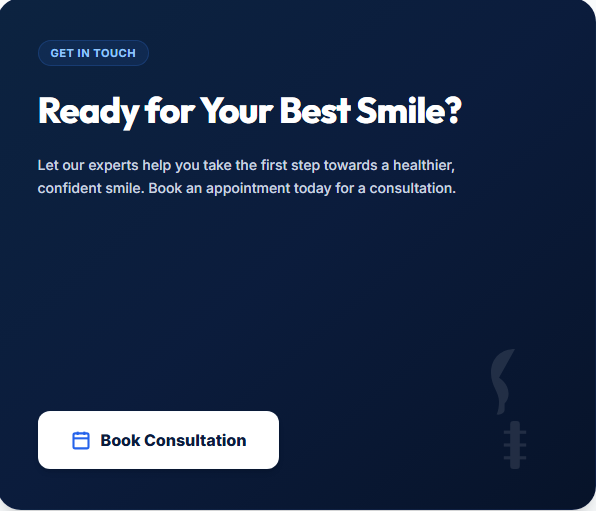 GET IN TOUCH
Ready for Your Best Smile?
Let our experts help you take the first step towards a healthier,
confident smile. Book an appointment today for a consultation.
Book Consultation